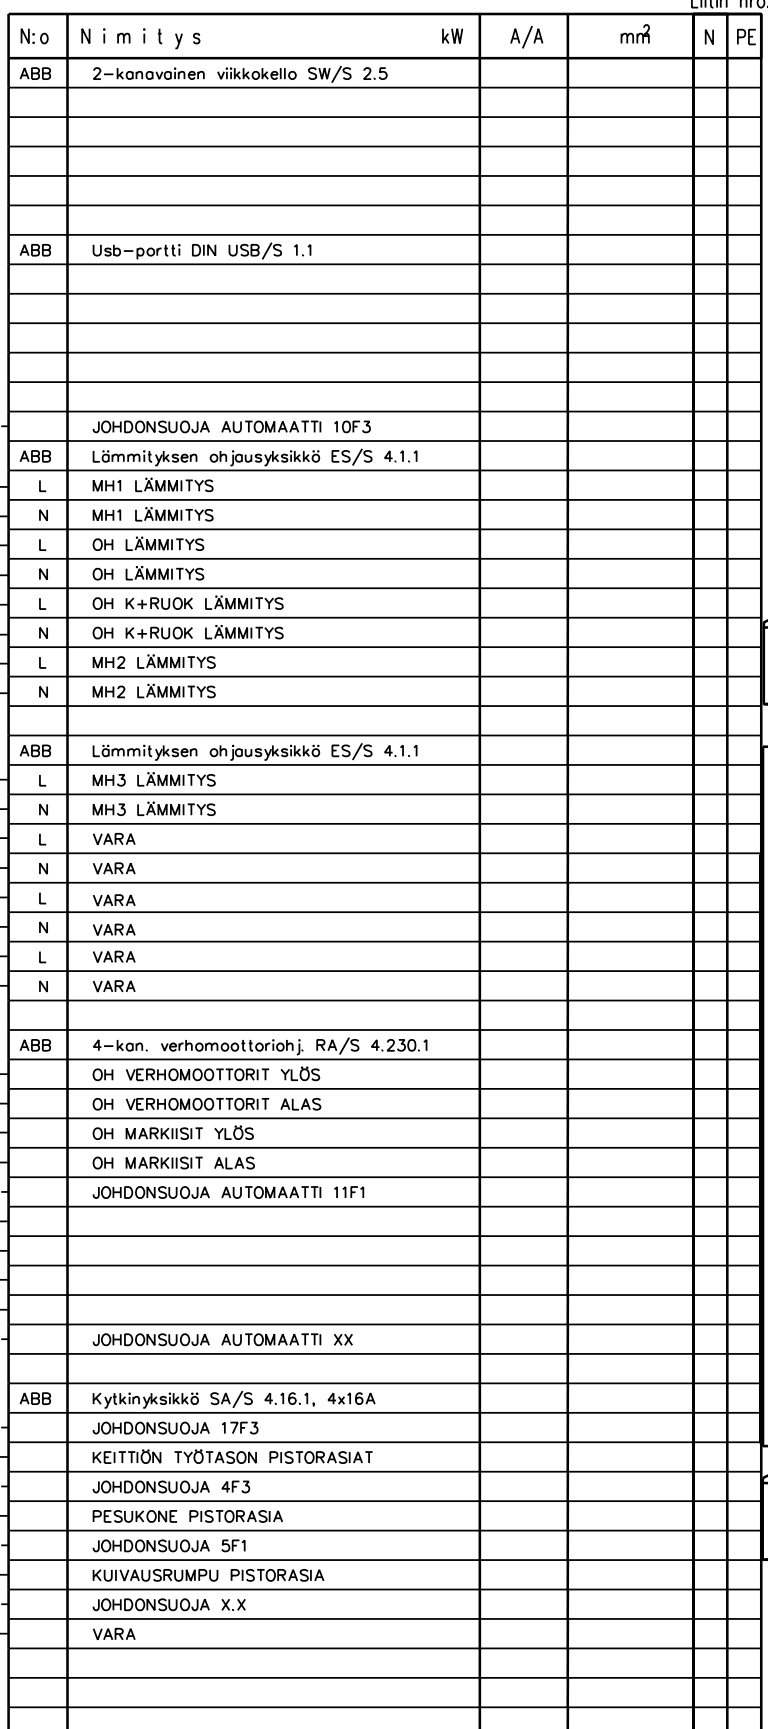 Liitin nro.
N:o Nimitys kW A/A mm² N PE
ABB 2-kanavainen viikkokello SW/S 2.5
ABB Usb-portti DIN USB/S 1.1
JOHDONSUOJA AUTOMAATTI 10F3
ABB Lämmityksen ohjausyksikkö ES/S 4.1.1
L MH1 LÄMMITYS
N MH1 LÄMMITYS
L OH LÄMMITYS
N OH LÄMMITYS
L OH K+RUOK LÄMMITYS
N OH K+RUOK LÄMMITYS
L MH2 LÄMMITYS
N MH2 LÄMMITYS
ABB Lämmityksen ohjausyksikkö ES/S 4.1.1
L MH3 LÄMMITYS
N MH3 LÄMMITYS
L VARA
N VARA
L VARA
N VARA
L VARA
N VARA
ABB 4-kan. verhomoottoriohj. RA/S 4.230.1
OH VERHOMOOTTORIT YLÖS
OH VERHOMOOTTORIT ALAS
OH MARKIISIT YLÖS
OH MARKIISIT ALAS
JOHDONSUOJA AUTOMAATTI 11F1
JOHDONSUOJA AUTOMAATTI XX
ABB Kytkinyksikkö SA/S 4.16.1, 4x16A
JOHDONSUOJA 17F3
KEITTIÖN TYÖTASON PISTORASIAT
JOHDONSUOJA 4F3
PESUKONE PISTORASIA
JOHDONSUOJA 5F1
KUIVAUSRUMPU PISTORASIA
JOHDONSUOJA X.X
VARA